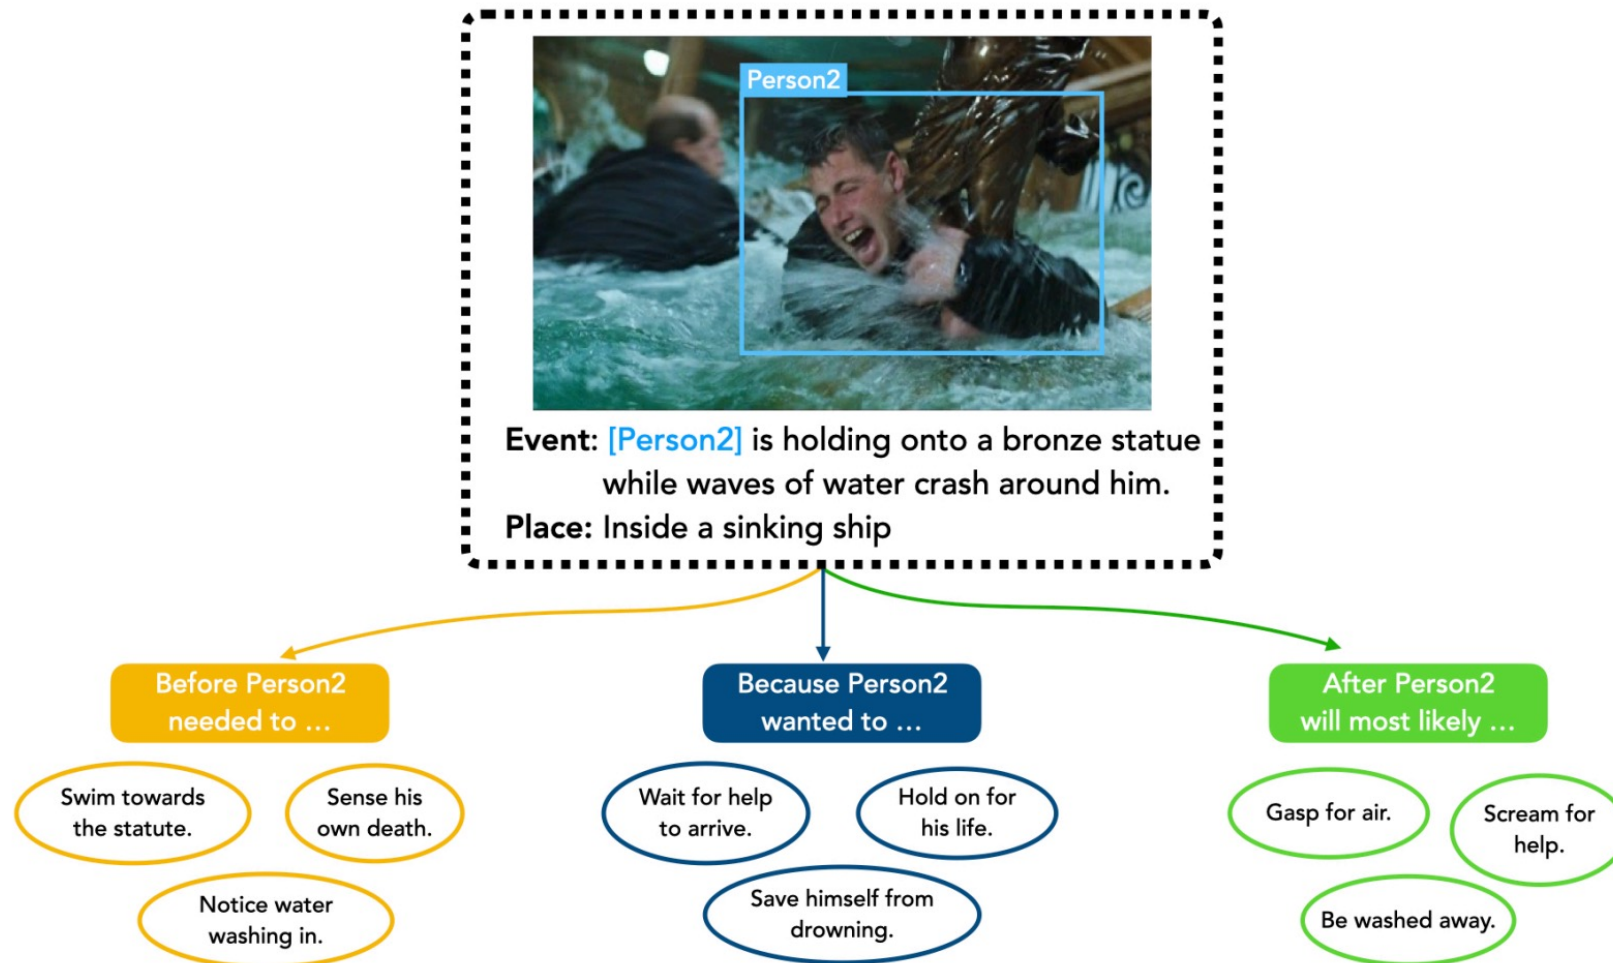 Person2
Event: [Person2] is holding onto a bronze statue
while waves of water crash around him.
Place: Inside a sinking ship
Before Person2
needed to ...
Because Person2
wanted to ...
After Person2
will most likely ...
Swim towards
the statute.
Sense his
own death.
Notice water
washing in.
Wait for help
to arrive.
Hold on for
his life.
Save himself from
drowning.
Gasp for air.
Scream for
help.
Be washed away.